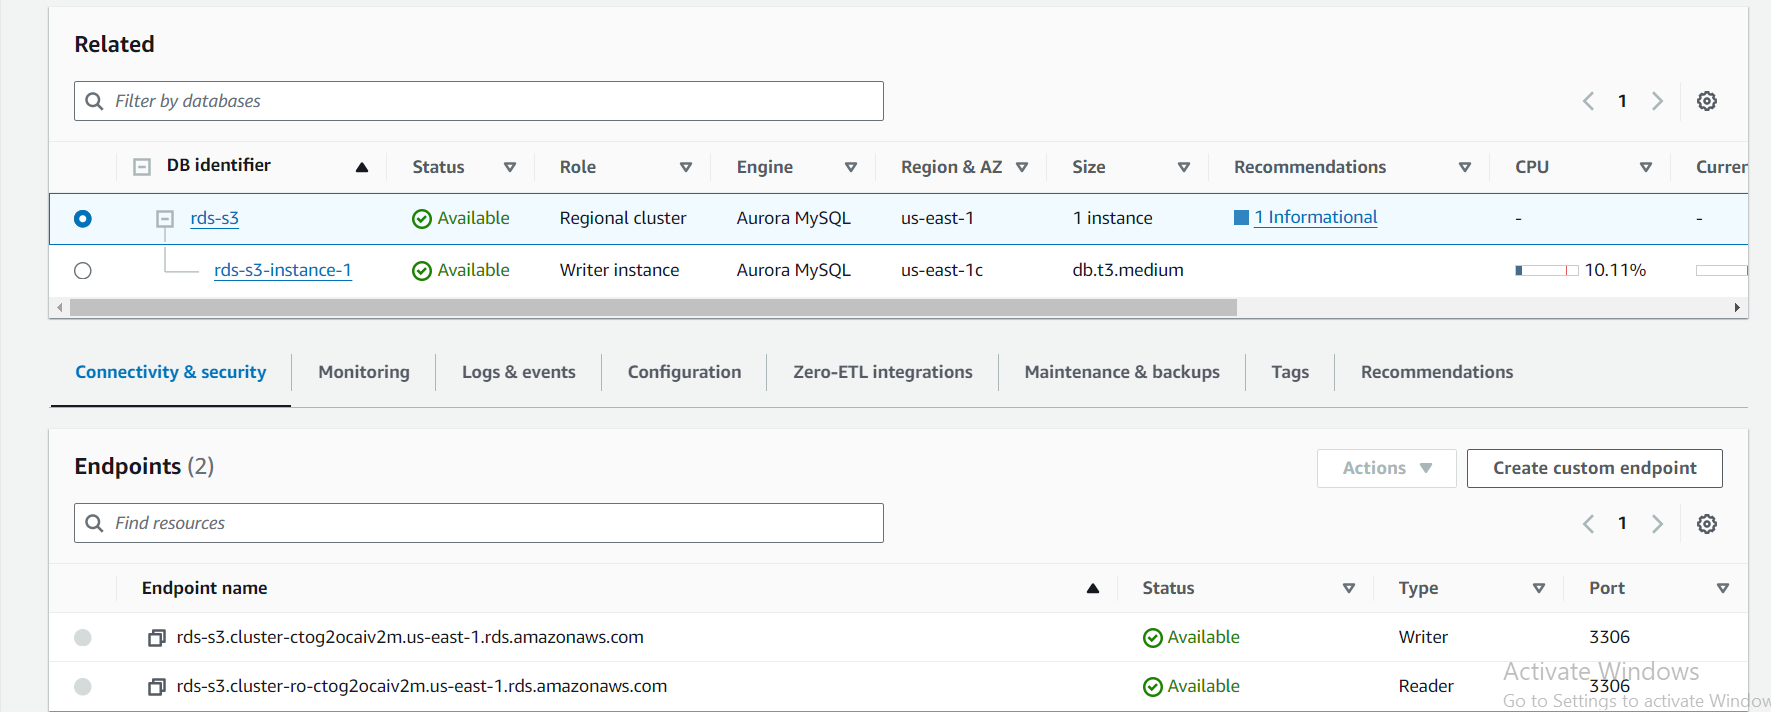 Related
Filter by databases
1
DB identifier Status Role Engine Region & AZ Size Recommendations CPU Currer
rds-s3 Available Regional cluster Aurora MySQL us-east-1 1 instance 1 Informational - -
rds-s3-instance-1 Available Writer instance Aurora MySQL us-east-1c db.t3.medium 10.11%
Connectivity & security Monitoring Logs & events Configuration Zero-ETL integrations Maintenance & backups Tags Recommendations
Endpoints (2) Actions Create custom endpoint
Find resources
1
Endpoint name Status Type Port
rds-s3.cluster-ctog2ocaiv2m.us-east-1.rds.amazonaws.com Available Writer 3306
Activate Windows
rds-s3.cluster-ro-ctog2ocaiv2m.us-east-1.rds.amazonaws.com Available Reader 3306
Go to Settings to activate Window